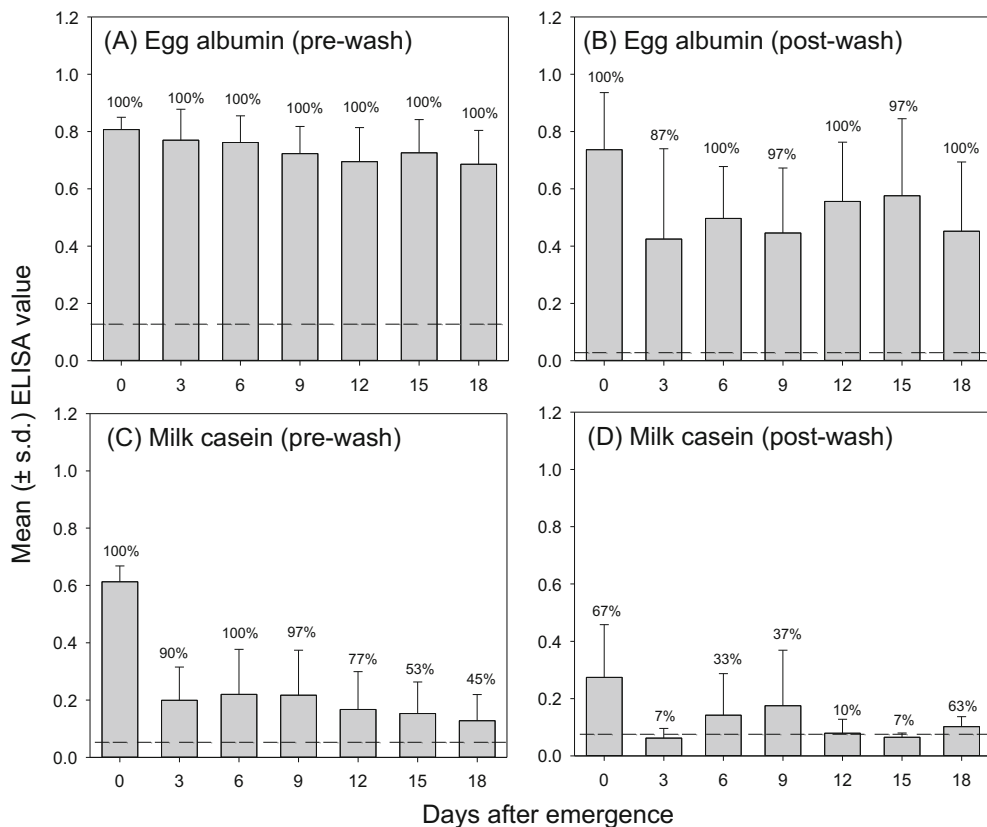 Mean (± s.d.) ELISA value
(A) Egg albumin (pre-wash)
1.2
1.0
0.8
0.6
0.4
0.2
0.0
100% 100% 100% 100% 100% 100% 100%
0 3 6 9 12 15 18
(B) Egg albumin (post-wash)
1.2
1.0
0.8
0.6
0.4
0.2
0.0
100% 87% 100% 97% 100% 97% 100%
0 3 6 9 12 15 18
(C) Milk casein (pre-wash)
1.2
1.0
0.8
0.6
0.4
0.2
0.0
100% 90% 100% 97% 77% 53% 45%
0 3 6 9 12 15 18
(D) Milk casein (post-wash)
1.2
1.0
0.8
0.6
0.4
0.2
0.0
67% 7% 33% 37% 10% 7% 63%
0 3 6 9 12 15 18
Days after emergence